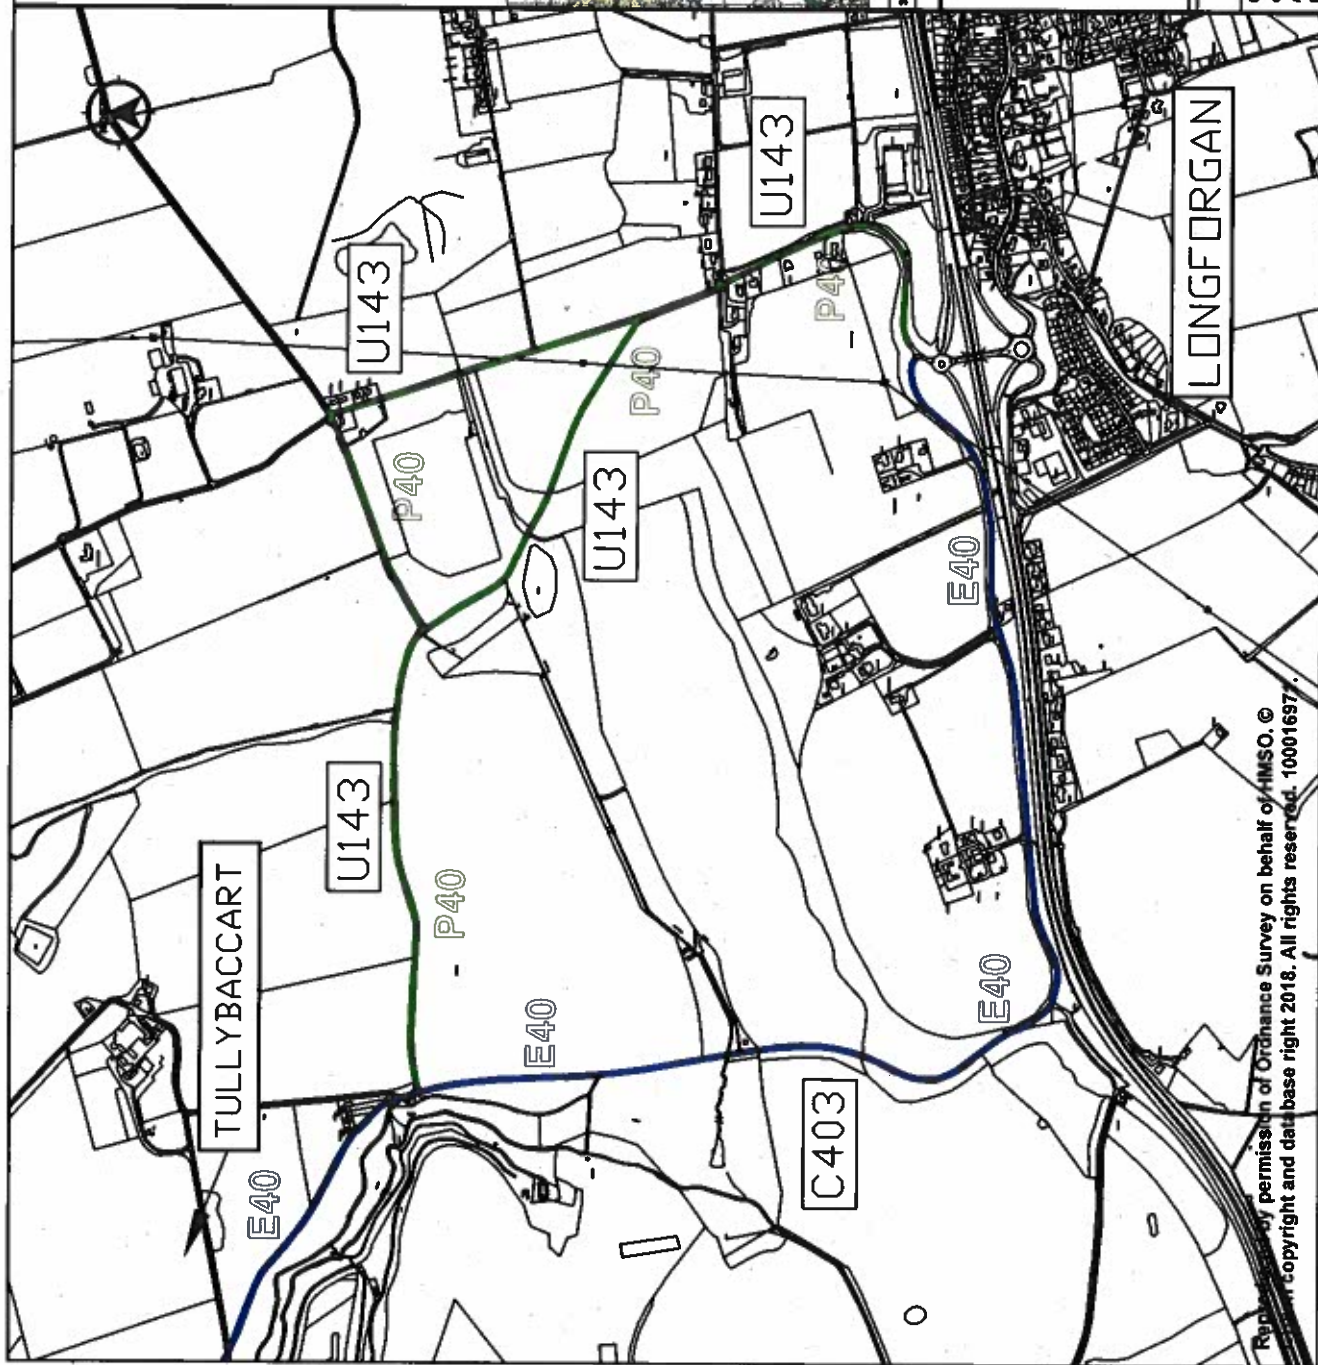 U143
U143
LONGFORGAN
P4
P40
P40
U143
E40
U143
TULLYBACCART
P40
E40
E40
C403
E40
permission of Ordnance Survey on behalf of HMSO. ©
copyright and database right 2018. All rights reserved. 10001697